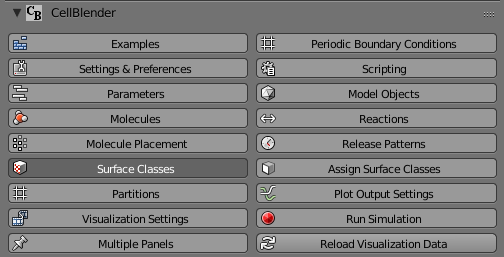 CB CellBlender
Examples Periodic Boundary Conditions
Settings & Preferences Scripting
Parameters Model Objects
Molecules Reactions
Molecule Placement Release Patterns
Surface Classes Assign Surface Classes
Partitions Plot Output Settings
Visualization Settings Run Simulation
Multiple Panels Reload Visualization Data